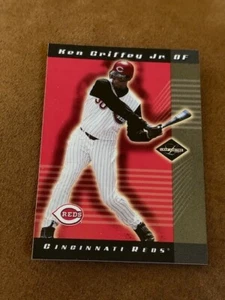 Ken Griffey Jr OF
REDS
CINCINNATI REDS